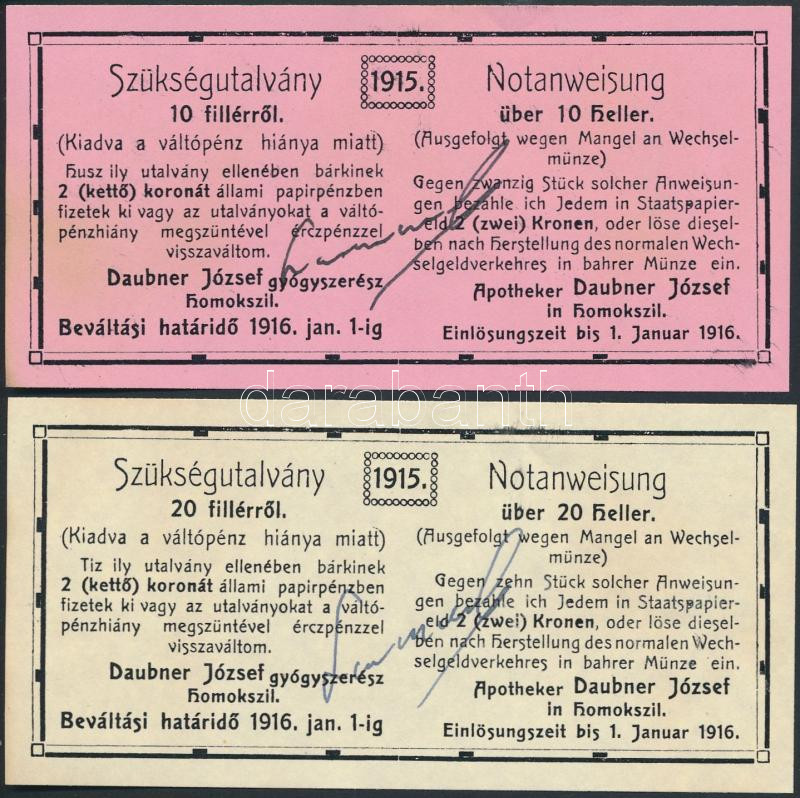 Szükségutalvány
10 fillérről.
(Kiadva a váltópénz hiánya miatt)
Husz ily utalvány ellenében bárkinek
2 (kettő) koronát állami papirpénzben
fizetek ki vagy az utalványokat a váltó-
pénzhiány megszüntével érczpénzzel
visszaváltom.
Daubner József gyógyszerész
Homokszil.
Beváltási határidő 1916. jan. 1-ig
1915.
Notanweisung
über 10 Heller.
(Ausgefolgt wegen Mangel an Wechsel-
münze)
Gegen zwanzig Stück solcher Anweisun-
gen bezahle ich Jedem in Staatspapier-
geld 2 (zwei) Kronen, oder löse diesel-
ben nach Herstellung des normalen Wech-
selgeldverkehres in bahrer Münze ein.
Apotheker Daubner József
in Homokszil.
Einlösungszeit bis 1. Januar 1916.
darabanth
Szükségutalvány
20 fillérről.
(Kiadva a váltópénz hiánya miatt)
Tiz ily utalvány ellenében bárkinek
2 (kettő) koronát állami papirpénzben
fizetek ki vagy az utalványokat a váltó-
pénzhiány megszüntével érczpénzzel
visszaváltom.
Daubner József gyógyszerész
Homokszil.
Beváltási határidő 1916. jan. 1-ig
1915.
Notanweisung
über 20 Heller.
(Ausgefolgt wegen Mangel an Wechsel-
münze)
Gegen zehn Stück solcher Anweisun-
gen bezahle ich Jedem in Staatspapier-
geld 2 (zwei) Kronen, oder löse diesel-
ben nach Herstellung des normalen Wech-
selgeldverkehres in bahrer Münze ein.
Apotheker Daubner József
in Homokszil.
Einlösungszeit bis 1. Januar 1916.